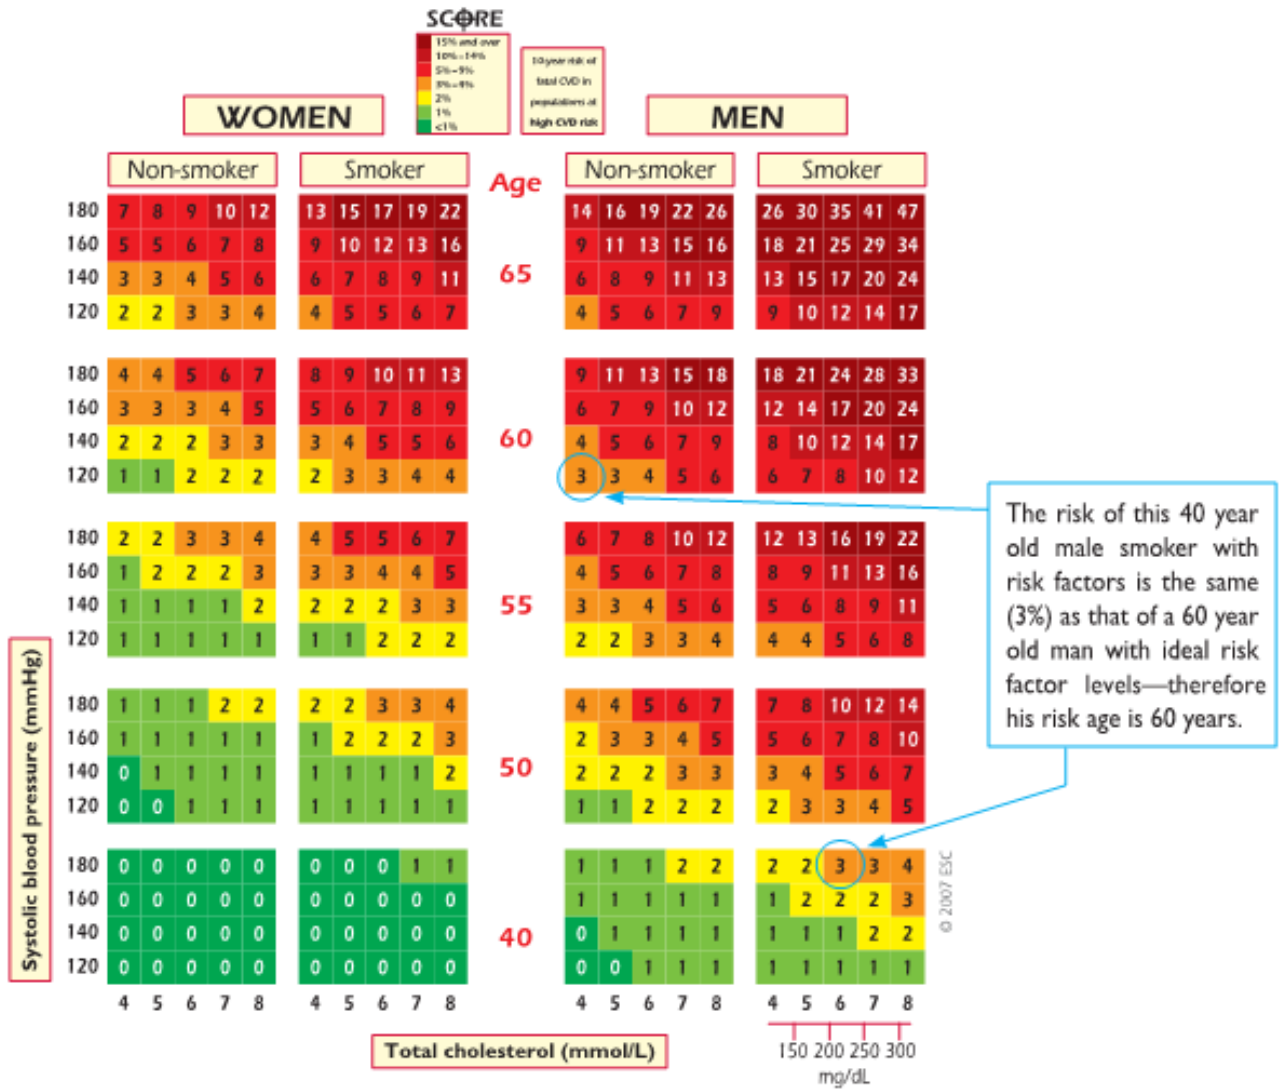 SCORE
15% and over
10%–14%
5%–9%
3%–4%
2%
1%
<1%
10-year risk of
fatal CVD in
populations at
high CVD risk
WOMEN
MEN
Non-smoker
Smoker
Age
Non-smoker
Smoker
180 7 8 9 10 12 13 15 17 19 22 14 16 19 22 26 26 30 35 41 47
160 5 5 6 7 8 9 10 12 13 16 9 11 13 15 16 18 21 25 29 34
65
140 3 3 4 5 6 6 7 8 9 11 6 8 9 11 13 13 15 17 20 24
120 2 2 3 3 4 4 5 5 6 7 4 5 6 7 9 9 10 12 14 17
180 4 4 5 6 7 8 9 10 11 13 9 11 13 15 18 18 21 24 28 33
160 3 3 3 4 5 5 6 7 8 9 6 7 9 10 12 12 14 17 20 24
60
140 2 2 2 3 3 3 4 5 5 6 4 5 6 7 9 8 10 12 14 17
120 1 1 2 2 2 2 3 3 4 4 3 3 4 5 6 6 7 8 10 12
180 2 2 3 3 4 4 5 5 6 7 6 7 8 10 12 12 13 16 19 22
160 1 2 2 2 3 3 3 4 4 5 4 5 6 7 8 8 9 11 13 16
55
140 1 1 1 1 2 2 2 2 3 3 3 3 4 5 6 5 6 8 9 11
120 1 1 1 1 1 1 1 2 2 2 2 2 3 3 4 4 4 5 6 8
180 1 1 1 2 2 2 2 3 3 4 4 4 5 6 7 7 8 10 12 14
160 1 1 1 1 1 1 2 2 2 3 2 3 3 4 5 5 6 7 8 10
50
140 0 1 1 1 1 1 1 1 1 2 2 2 2 3 3 3 4 5 6 7
120 0 0 1 1 1 1 1 1 1 1 1 1 2 2 2 2 3 3 4 5
180 0 0 0 0 0 0 0 0 1 1 1 1 1 2 2 2 2 3 3 4
160 0 0 0 0 0 0 0 0 0 0 1 1 1 1 1 1 2 2 2 3
40
140 0 0 0 0 0 0 0 0 0 0 0 1 1 1 1 1 1 1 2 2
120 0 0 0 0 0 0 0 0 0 0 0 0 1 1 1 1 1 1 1 1
4 5 6 7 8 4 5 6 7 8 4 5 6 7 8 4 5 6 7 8
150 200 250 300
mg/dL
Total cholesterol (mmol/L)
Systolic blood pressure (mmHg)
The risk of this 40 year
old male smoker with
risk factors is the same
(3%) as that of a 60 year
old man with ideal risk
factor levels—therefore
his risk age is 60 years.
© 2007 ESC